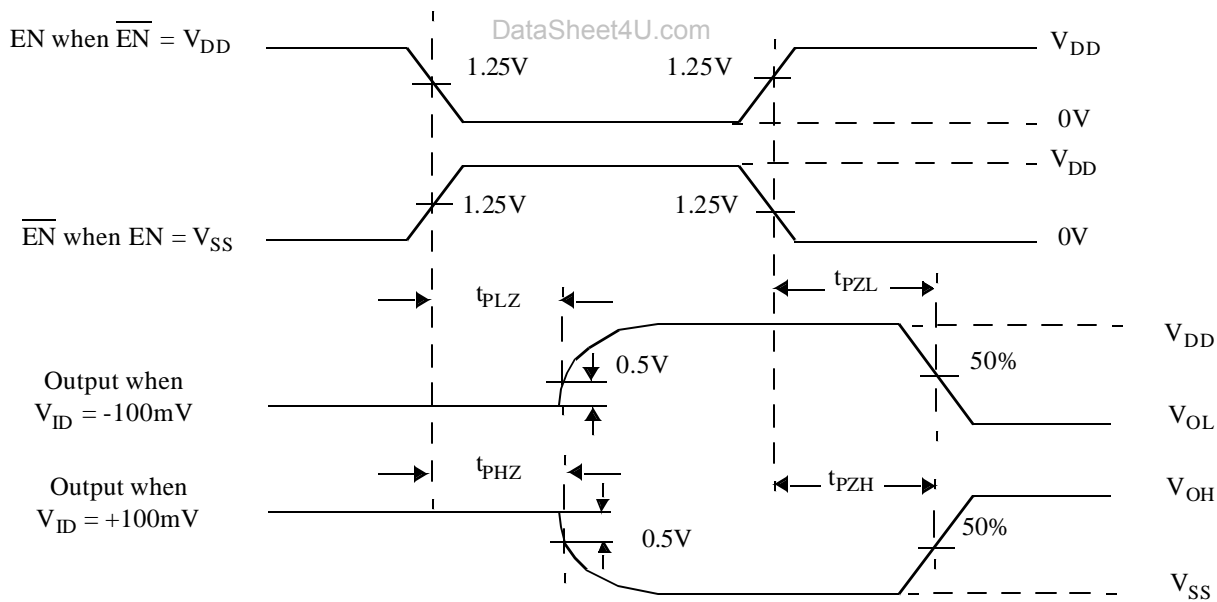 DataSheet4U.com
EN when EN = VDD
VDD
1.25V
1.25V
0V
VDD
1.25V
1.25V
EN when EN = VSS
0V
tPLZ
tPZL
VDD
0.5V
50%
Output when
VID = -100mV
VOL
tPHZ
tPZH
Output when
VID = +100mV
VOH
0.5V
50%
VSS